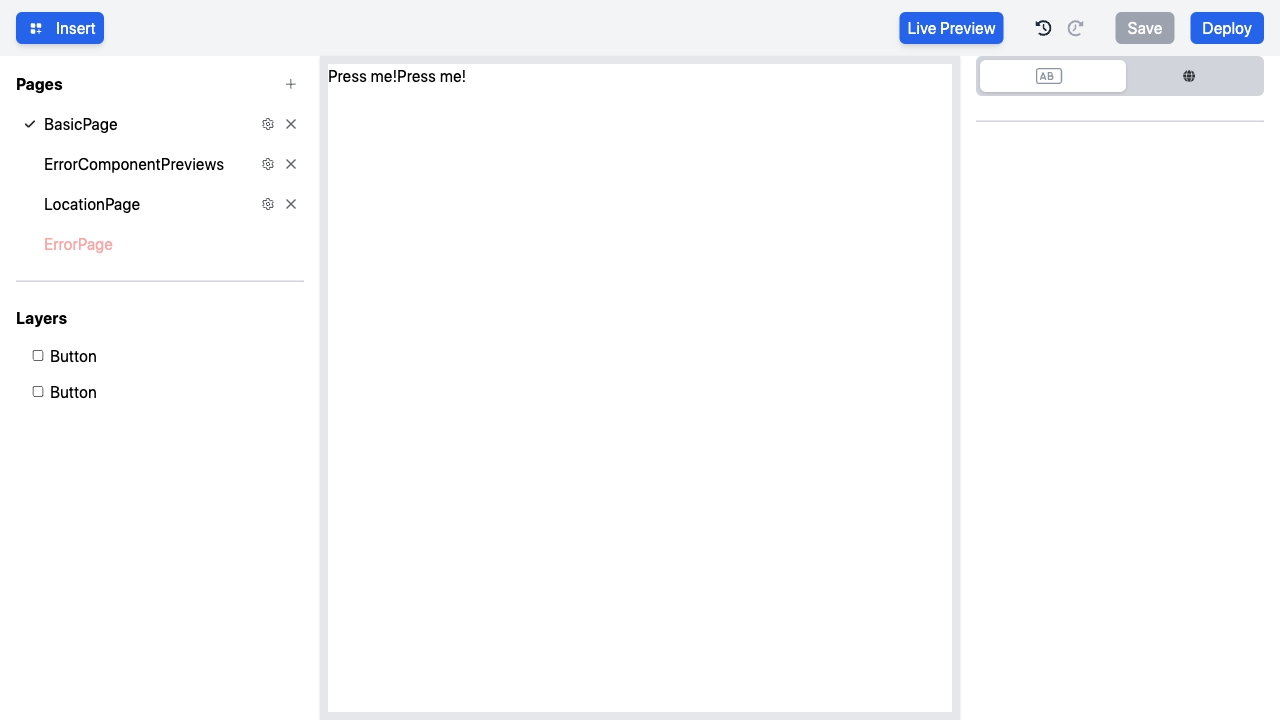 Insert
Live Preview
Save
Deploy
Pages
BasicPage
ErrorComponentPreviews
LocationPage
ErrorPage
Layers
Button
Button
Press me!Press me!
AB